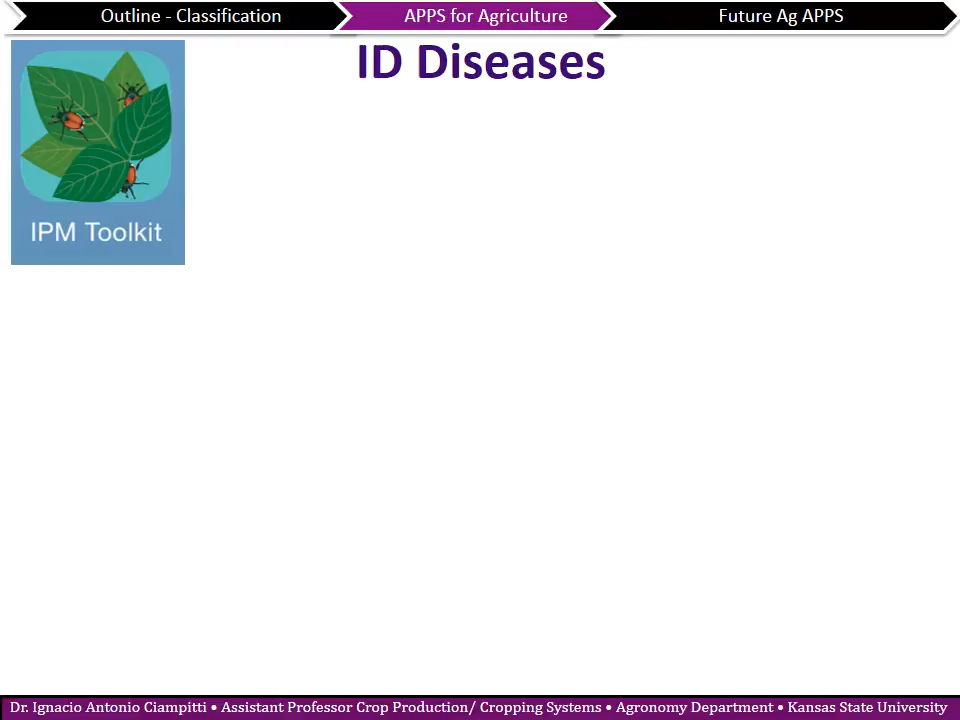 Outline - Classification
APPS for Agriculture
Future Ag APPS
ID Diseases
IPM Toolkit
Dr. Ignacio Antonio Ciampitti • Assistant Professor Crop Production/ Cropping Systems • Agronomy Department • Kansas State University